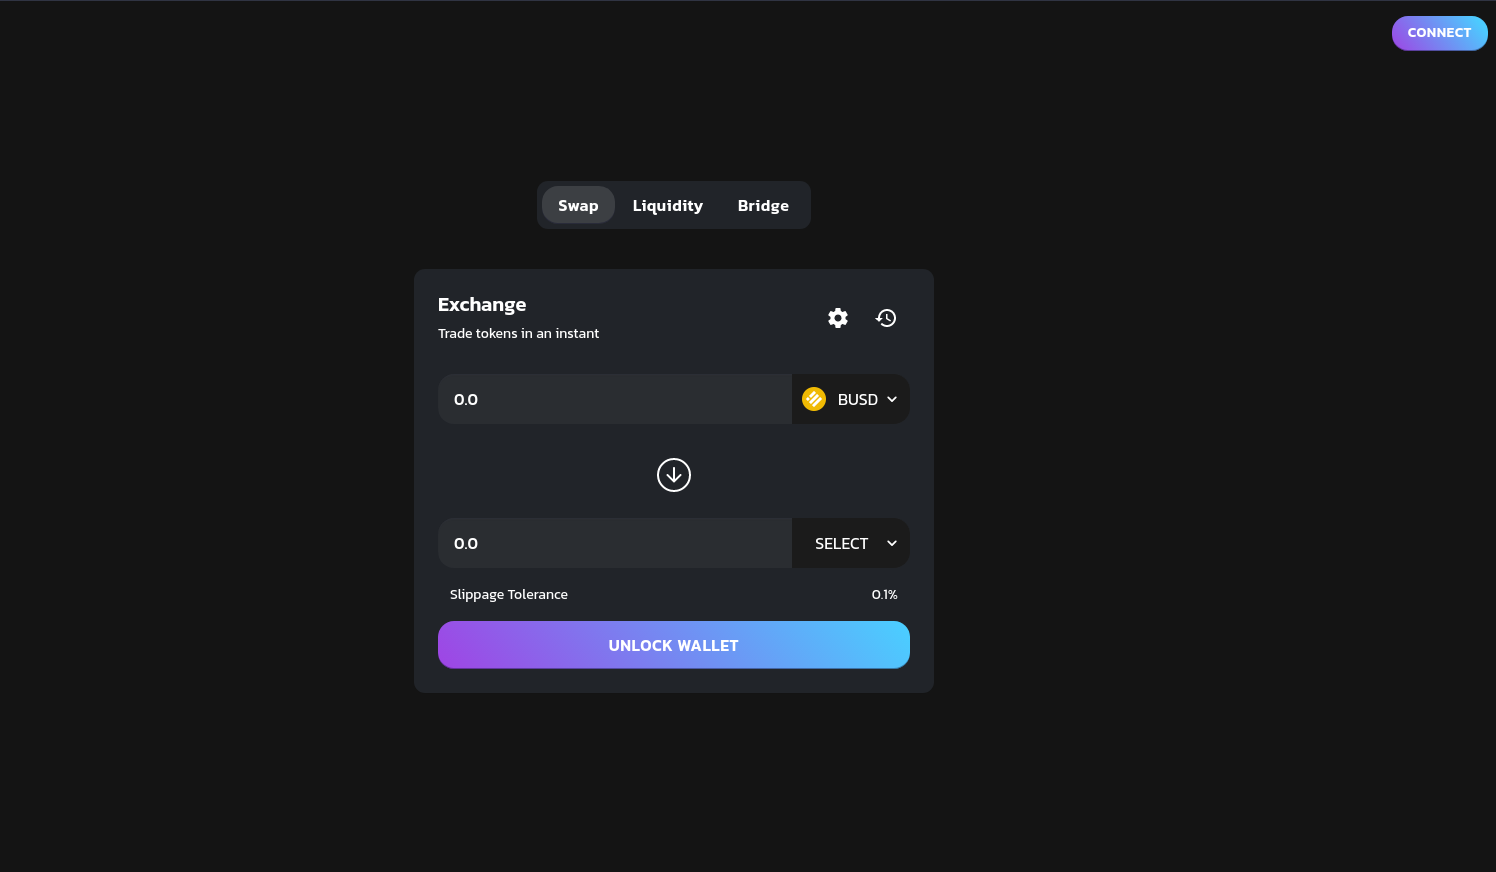 CONNECT
Swap Liquidity Bridge
Exchange
Trade tokens in an instant
0.0 BUSD
0.0 SELECT
Slippage Tolerance 0.1%
UNLOCK WALLET